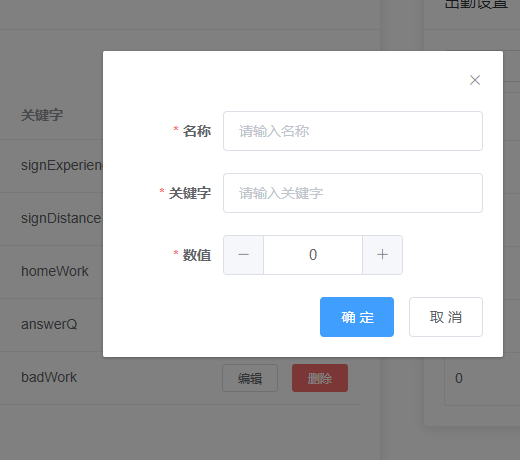 出勤设置
关键字
* 名称
请输入名称
signExperien
* 关键字
请输入关键字
signDistance
* 数值
0
homeWork
确 定
取 消
answerQ
badWork
编辑
删除
0